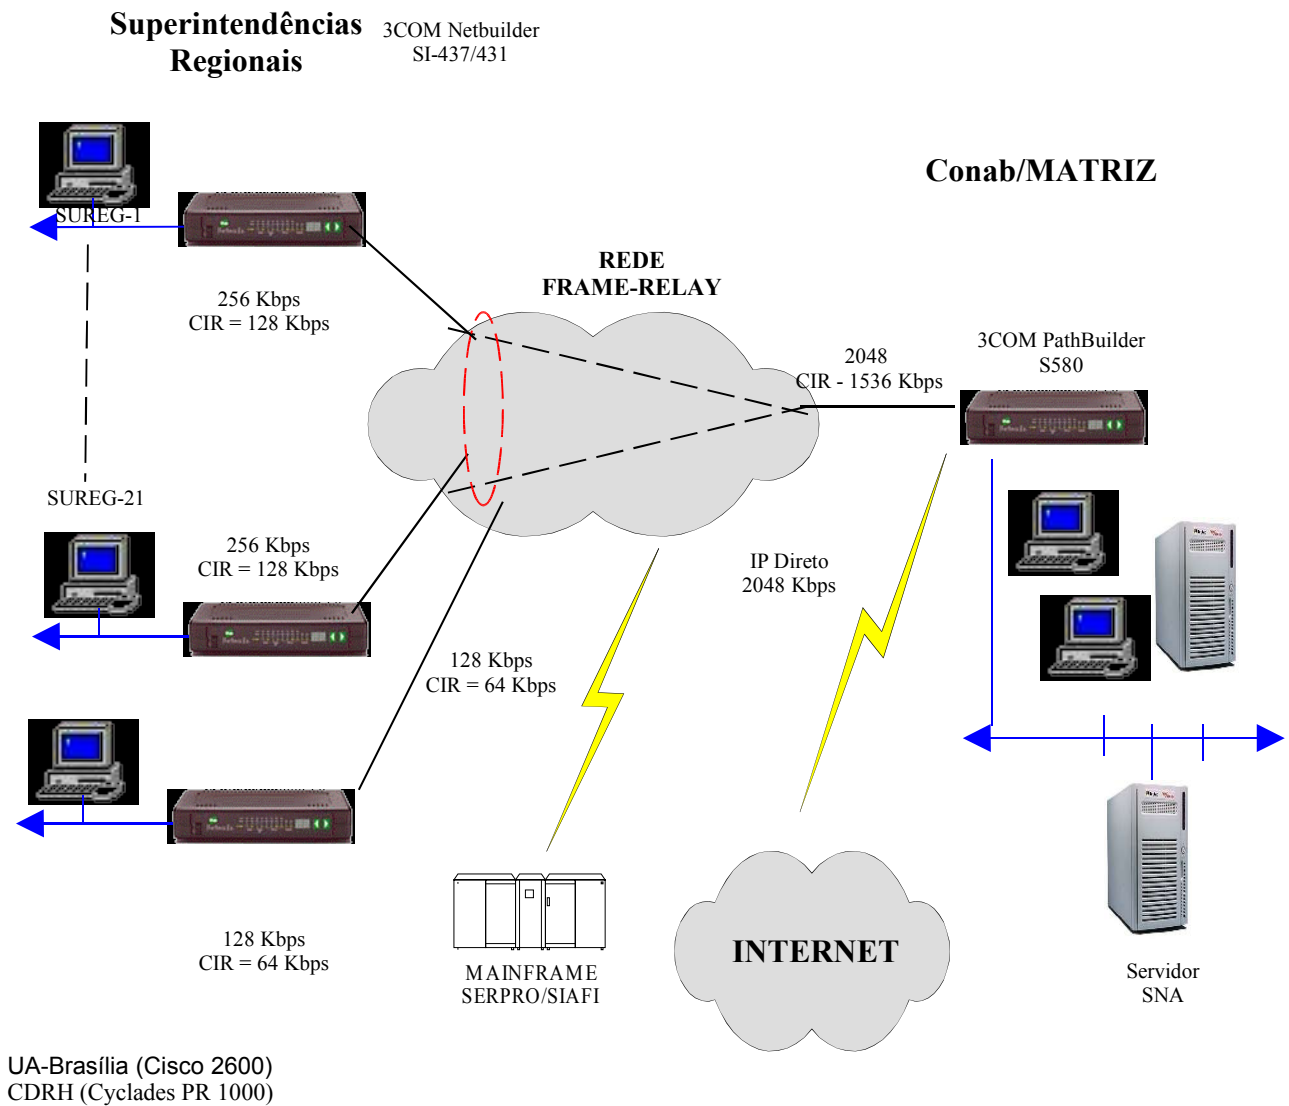 Superintendências
Regionais
3COM Netbuilder
SI-437/431
Conab/MATRIZ
SUREG-1
REDE
FRAME-RELAY
256 Kbps
CIR = 128 Kbps
2048
CIR - 1536 Kbps
3COM PathBuilder
S580
SUREG-21
256 Kbps
CIR = 128 Kbps
IP Direto
2048 Kbps
128 Kbps
CIR = 64 Kbps
128 Kbps
CIR = 64 Kbps
MAINFRAME
SERPRO/SIAFI
INTERNET
Servidor
SNA
UA-Brasília (Cisco 2600)
CDRH (Cyclades PR 1000)